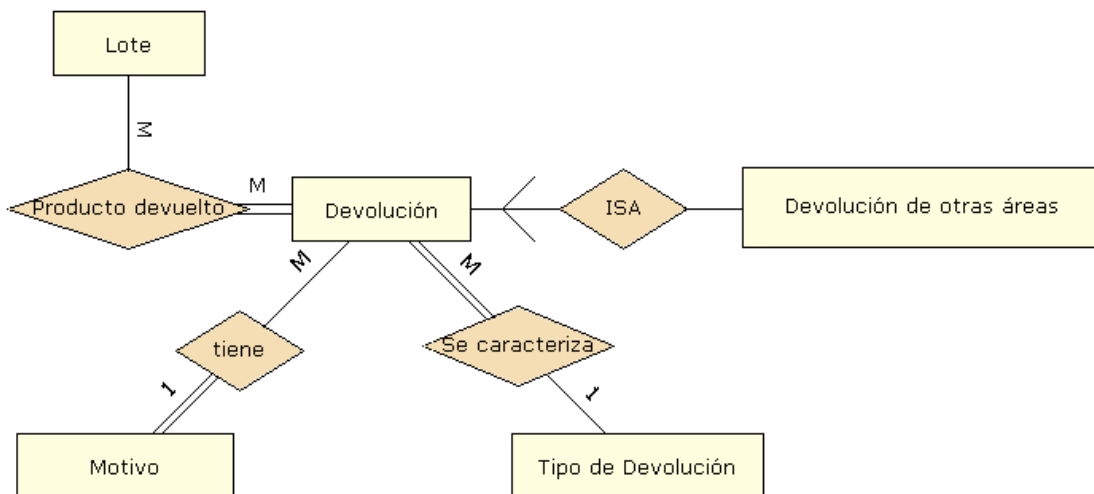 Lote
M
Producto devuelto
M
Devolución
ISA
Devolución de otras áreas
M
M
tiene
Se caracteriza
1
1
Motivo
Tipo de Devolución